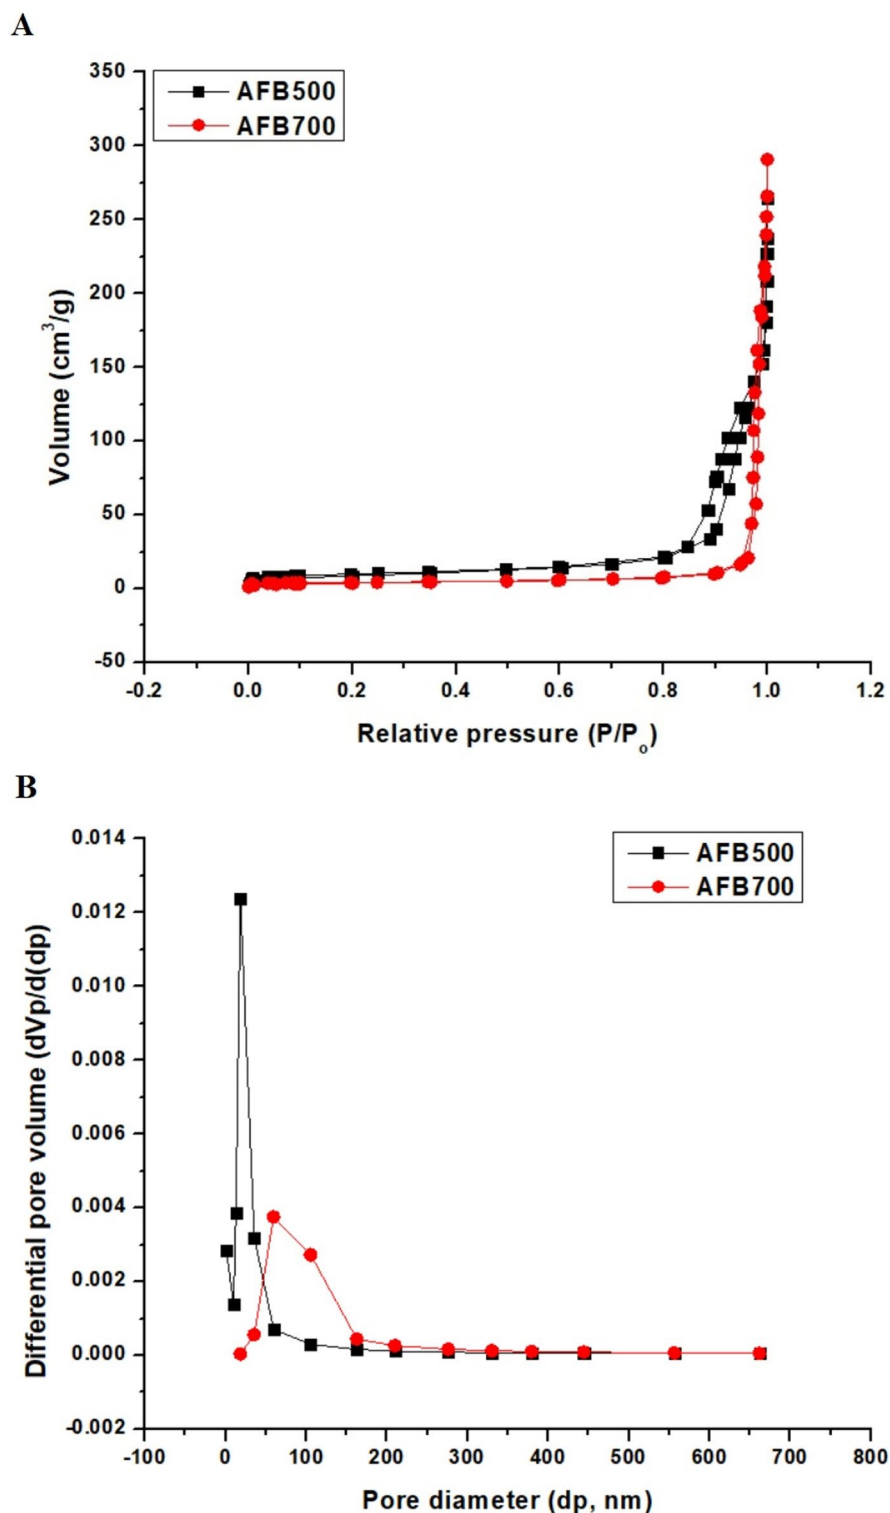 A
350
300
250
200
150
100
50
0
-50
Volume (cm³/g)
AFB500
AFB700
-0.2 0.0 0.2 0.4 0.6 0.8 1.0 1.2
Relative pressure (P/Pₒ)
B
0.014
0.012
0.010
0.008
0.006
0.004
0.002
0.000
-0.002
Differential pore volume (dVp/d(dp)
AFB500
AFB700
-100 0 100 200 300 400 500 600 700 800
Pore diameter (dp, nm)